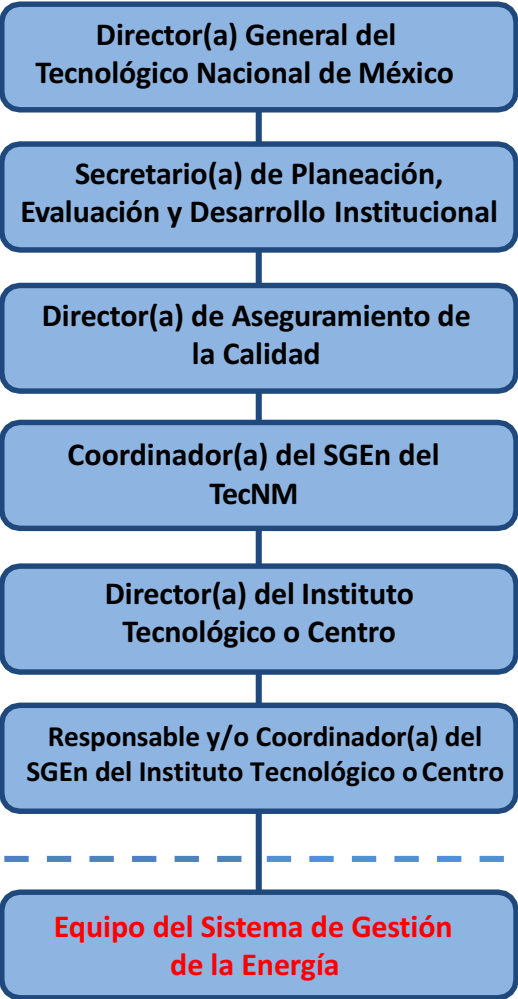 Director(a) General del
Tecnológico Nacional de México
Secretario(a) de Planeación,
Evaluación y Desarrollo Institucional
Director(a) de Aseguramiento de
la Calidad
Coordinador(a) del SGEn del
TecNM
Director(a) del Instituto
Tecnológico o Centro
Responsable y/o Coordinador(a) del
SGEn del Instituto Tecnológico o Centro
Equipo del Sistema de Gestión
de la Energía